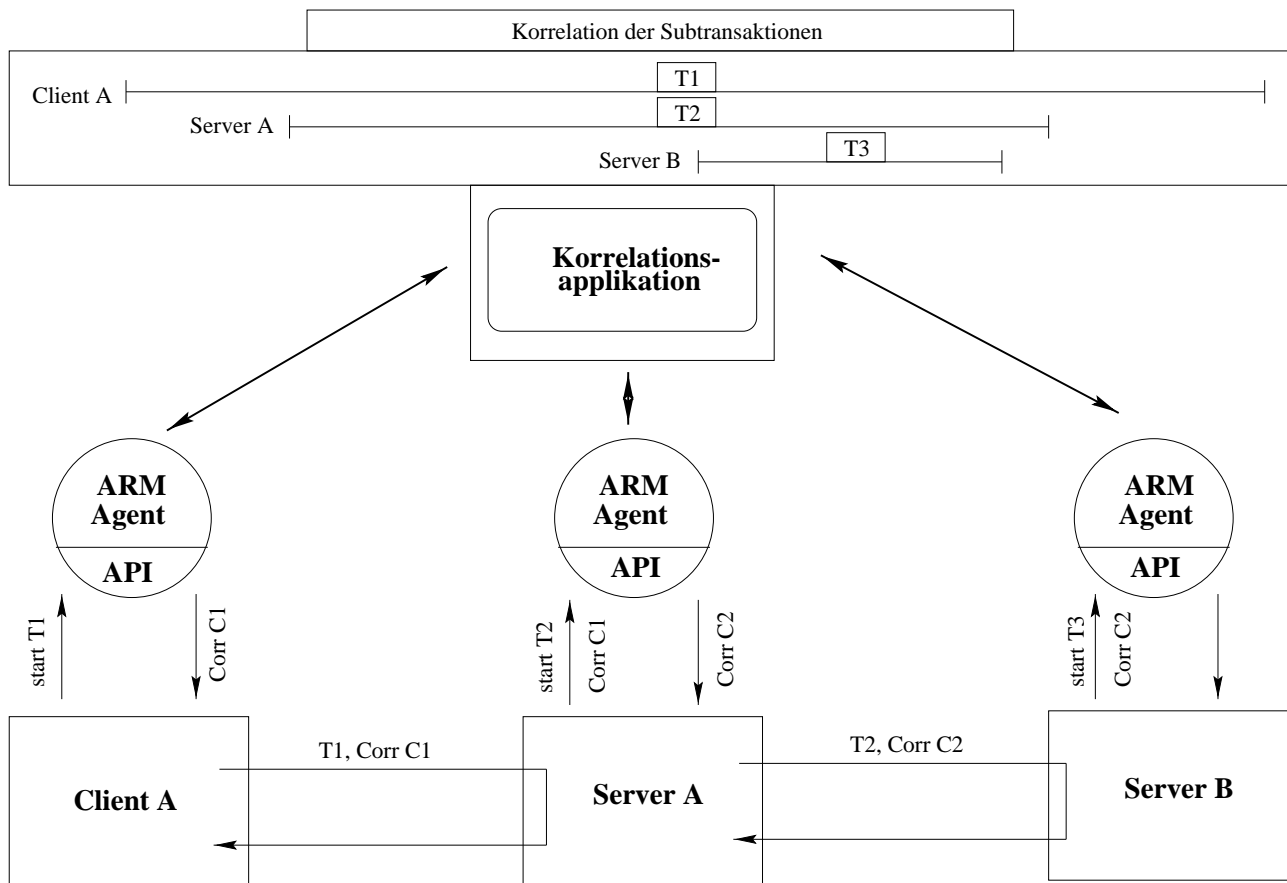 Korrelation der Subtransaktionen
T1
Client A
T2
Server A
T3
Server B
Korrelations-
applikation
ARM
Agent
API
ARM
Agent
API
ARM
Agent
API
start T1
Corr C1
start T2
Corr C1
Corr C2
start T3
Corr C2
T1, Corr C1
T2, Corr C2
Client A
Server A
Server B